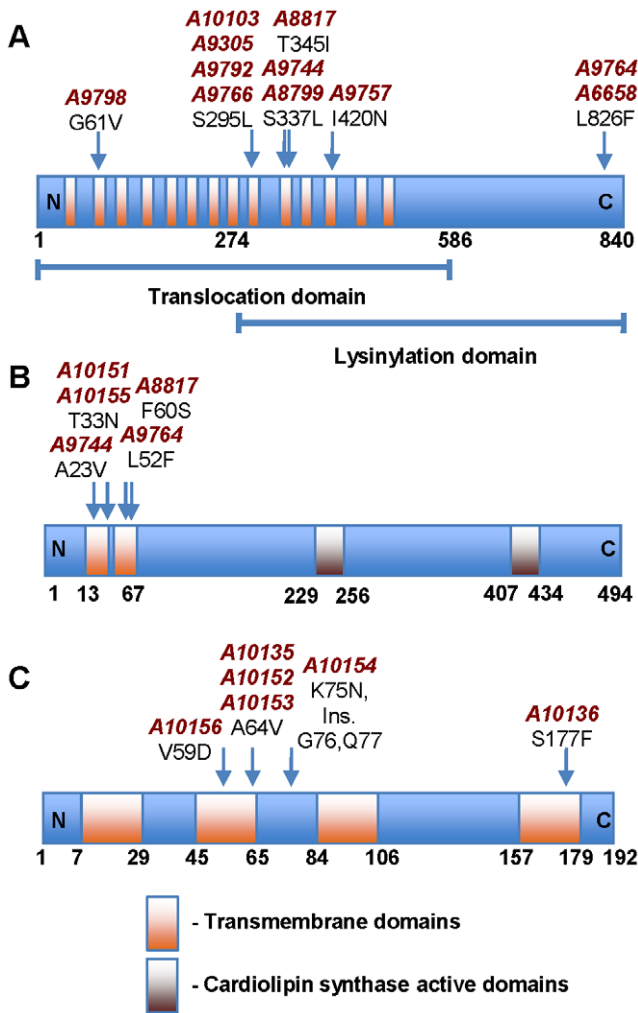 A
A10103 A8817
A9305 T345I
A9792 A9744 A9764
A9798 A9766 A8799 A9757 A6658
G61V S295L S337L I420N L826F
N C
1 274 586 840
Translocation domain
Lysinylation domain
B
A10151
A10155 A8817
T33N F60S
A9744 A9764
A23V L52F
N C
1 13 67 229 256 407 434 494
C
A10135 A10154
A10152 K75N,
A10153 Ins. A10136
A10156 A64V G76,Q77 S177F
V59D
N C
1 7 29 45 65 84 106 157 179 192
- Transmembrane domains
- Cardiolipin synthase active domains